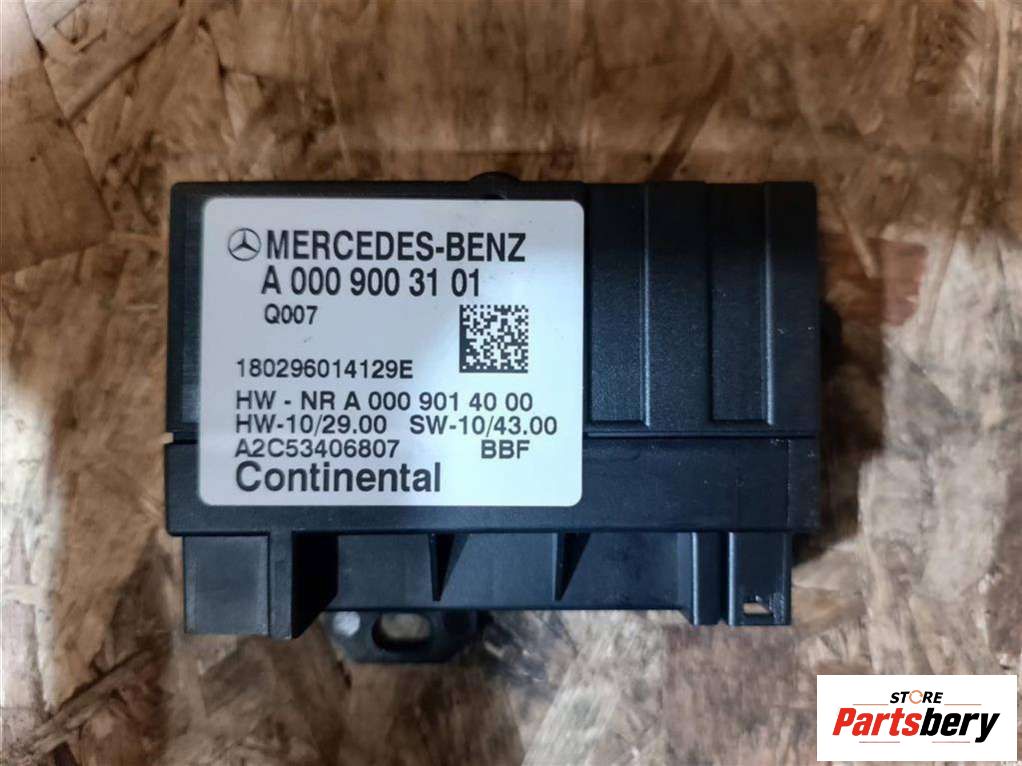 MERCEDES-BENZ
A 000 900 31 01
Q007
180296014129E
HW - NR A 000 901 40 00
HW-10/29.00 SW-10/43.00
A2C53406807 BBF
Continental
STORE
Partsbery